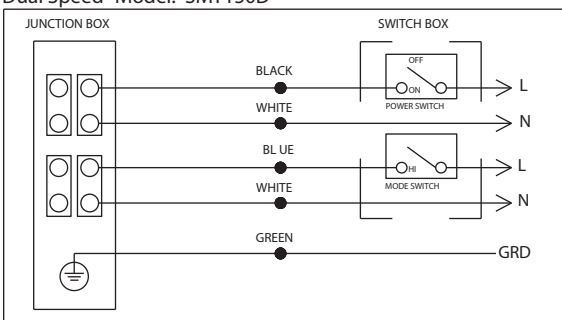 Dual Speed Model: SMT150D
JUNCTION BOX
SWITCH BOX
OFF
BLACK
ON
L
POWER SWITCH
WHITE
N
BL UE
HI
L
MODE SWITCH
WHITE
N
GREEN
GRD